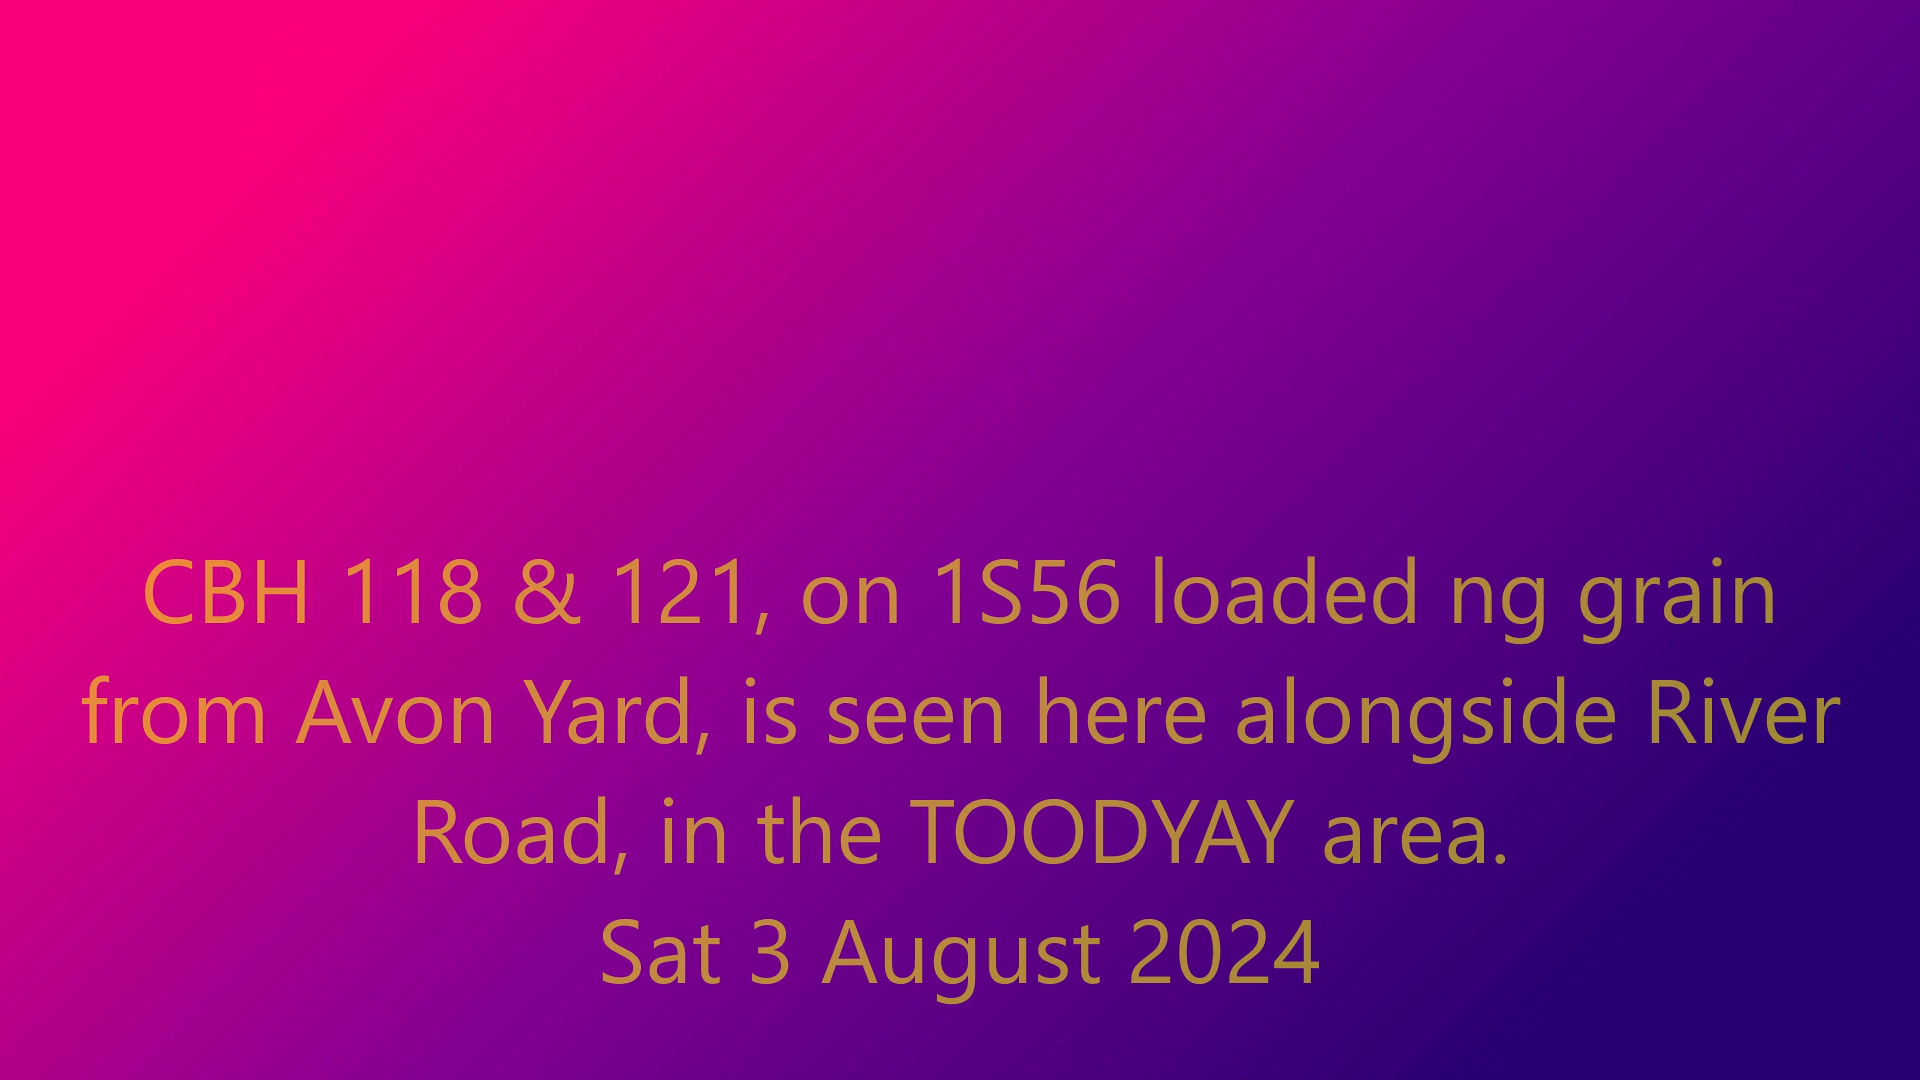 CBH 118 & 121, on 1S56 loaded ng grain
from Avon Yard, is seen here alongside River
Road, in the TOODYAY area.
Sat 3 August 2024